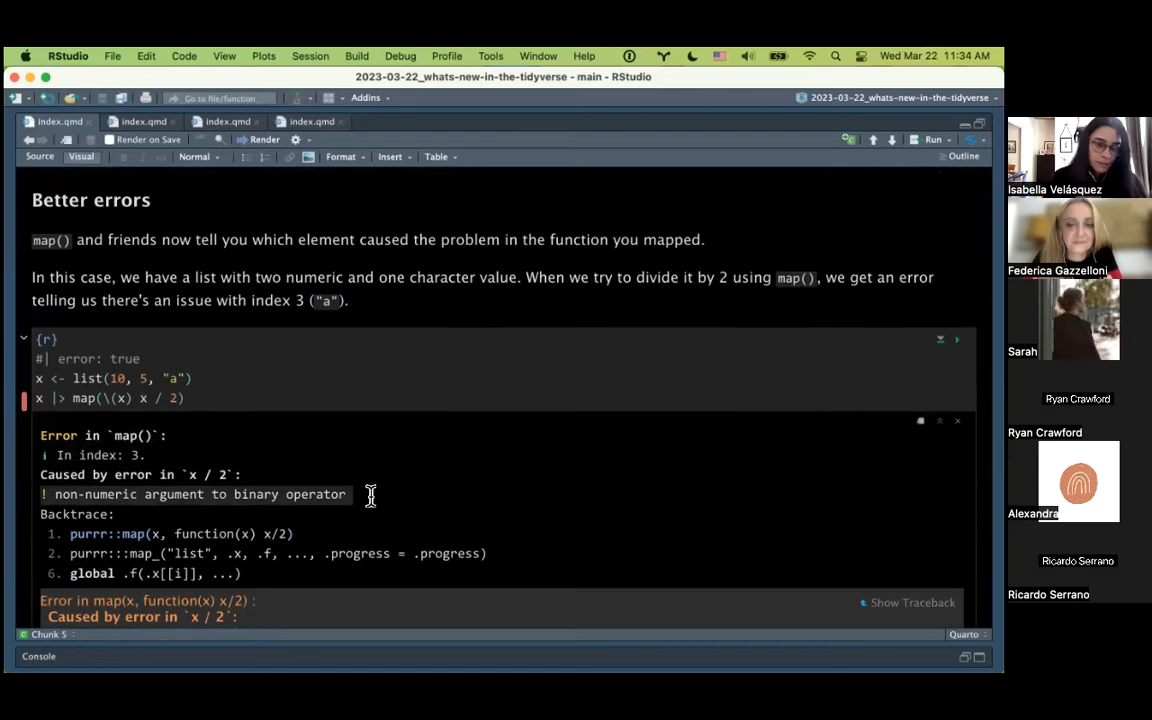 RStudio File Edit Code View Plots Session Build Debug Profile Tools Window Help Wed Mar 22 11:34 AM
2023-03-22_whats-new-in-the-tidyverse - main - RStudio
Go to file/function Addins 2023-03-22_whats-new-in-the-tidyverse
index.qmd index.qmd index.qmd index.qmd
Render on Save Render Run
Source Visual B I Normal Format Insert Table Outline
Better errors
map() and friends now tell you which element caused the problem in the function you mapped.
In this case, we have a list with two numeric and one character value. When we try to divide it by 2 using map(), we get an error
telling us there's an issue with index 3 ("a").
{r}
#| error: true
x <- list(10, 5, "a")
x |> map(\(x) x / 2)
Error in `map()`:
ℹ In index: 3.
Caused by error in `x / 2`:
! non-numeric argument to binary operator
Backtrace:
1. purrr::map(x, function(x) x/2)
2. purrr:::map_("list", .x, .f, ..., .progress = .progress)
6. global .f(.x[[i]], ...)
Error in map(x, function(x) x/2) :
Show Traceback
Caused by error in `x / 2`:
Chunk 5 Quarto
Console
Isabella Velásquez
Federica Gazzelloni
Sarah
Ryan Crawford
Ryan Crawford
Alexandra
Ricardo Serrano
Ricardo Serrano